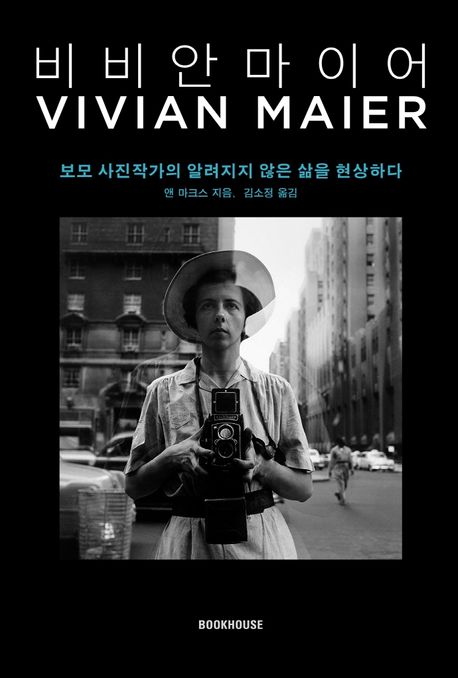 비비안 마이어
VIVIAN MAIER
보모 사진작가의 알려지지 않은 삶을 현상하다
앤 마크스 지음, 김소정 옮김
BOOKHOUSE